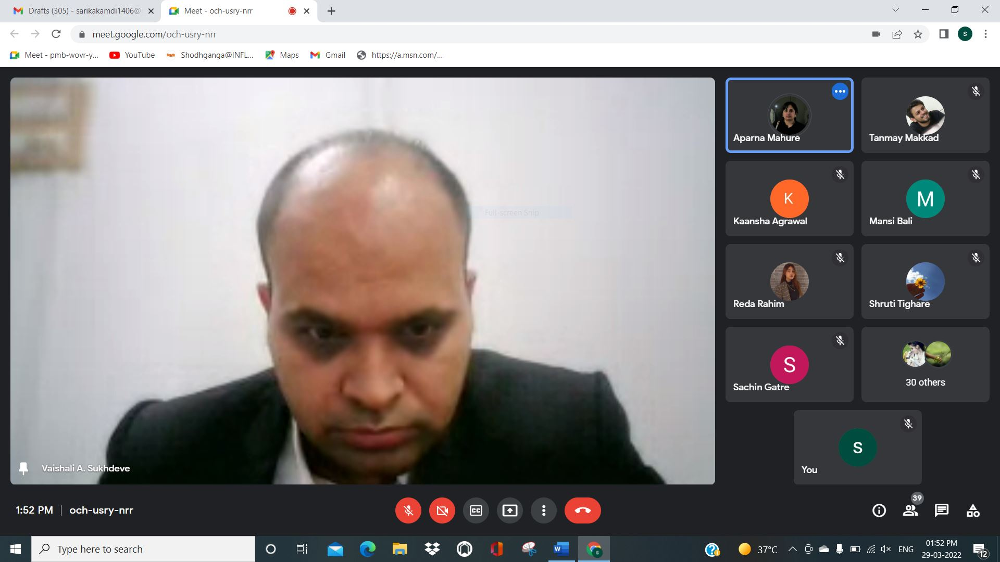 Drafts (305) - sarikakamdi1406@
Meet - och-usry-nrr
meet.google.com/och-usry-nrr
S
Meet - pmb-wovr-y...
YouTube
Shodhganga@INFL...
Maps
Gmail
https://a.msn.com/...
Full-screen Snip
Vaishali A. Sukhdeve
Aparna Mahure
Tanmay Makkad
K
Kaansha Agrawal
M
Mansi Bali
Reda Rahim
Shruti Tighare
S
Sachin Gatre
30 others
S
You
1:52 PM | och-usry-nrr
CC
39
Type here to search
W
S
37°C
ENG
01:52 PM
29-03-2022
12